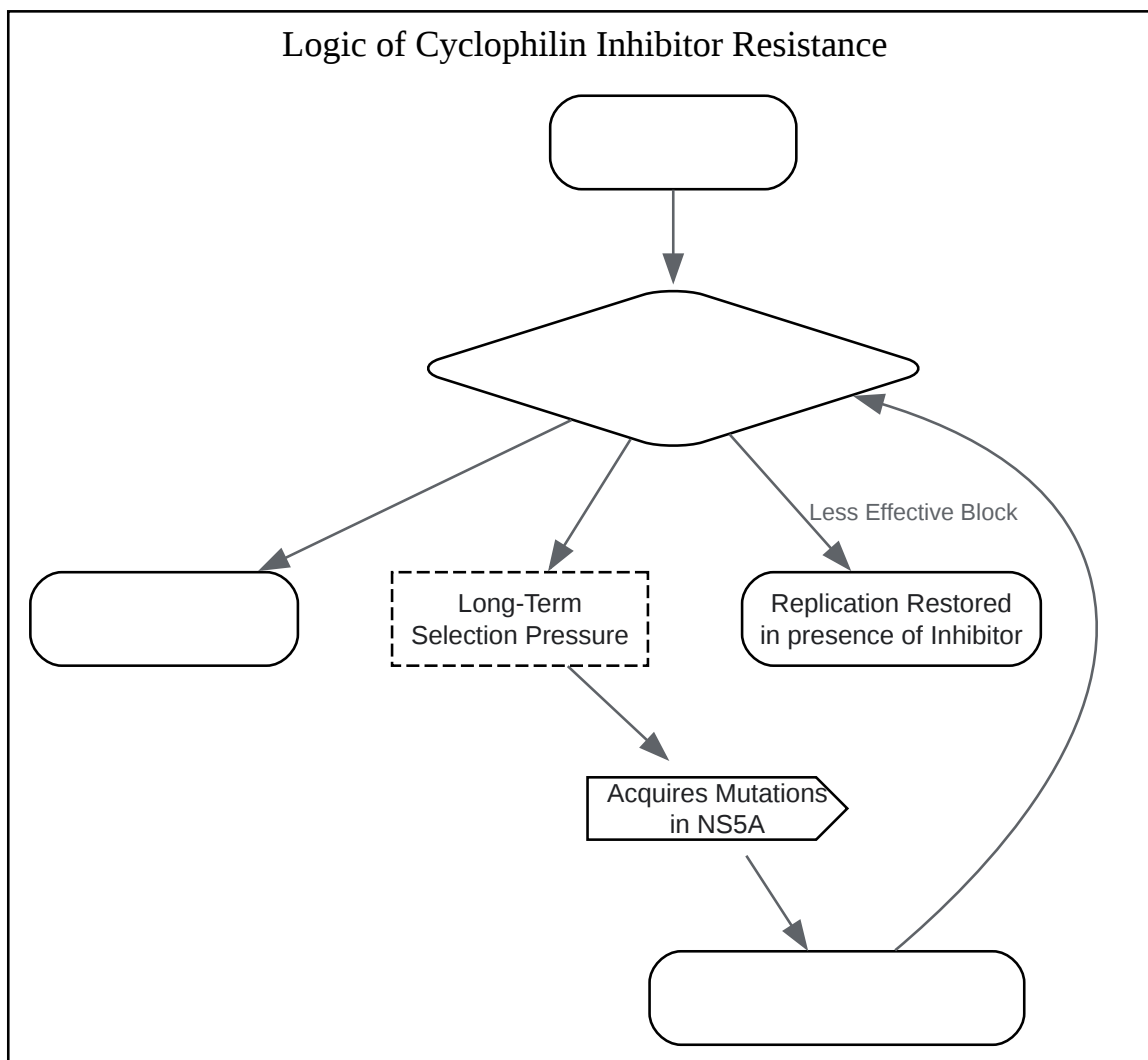 Logic of Cyclophilin Inhibitor Resistance
Less Effective Block
Long-Term
Selection Pressure
Replication Restored
in presence of Inhibitor
Acquires Mutations
in NS5A